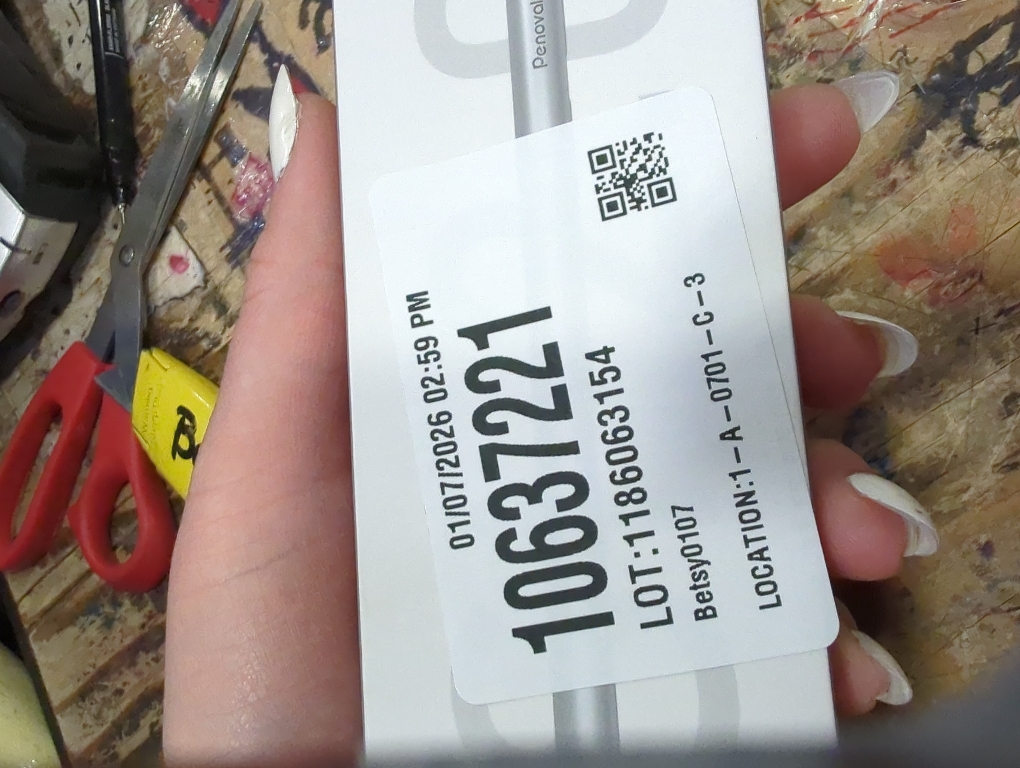 Penoval
01/07/2026 02:59 PM
10637221
LOT:1186063154
Betsy0107
LOCATION:1-A-0701-C-3